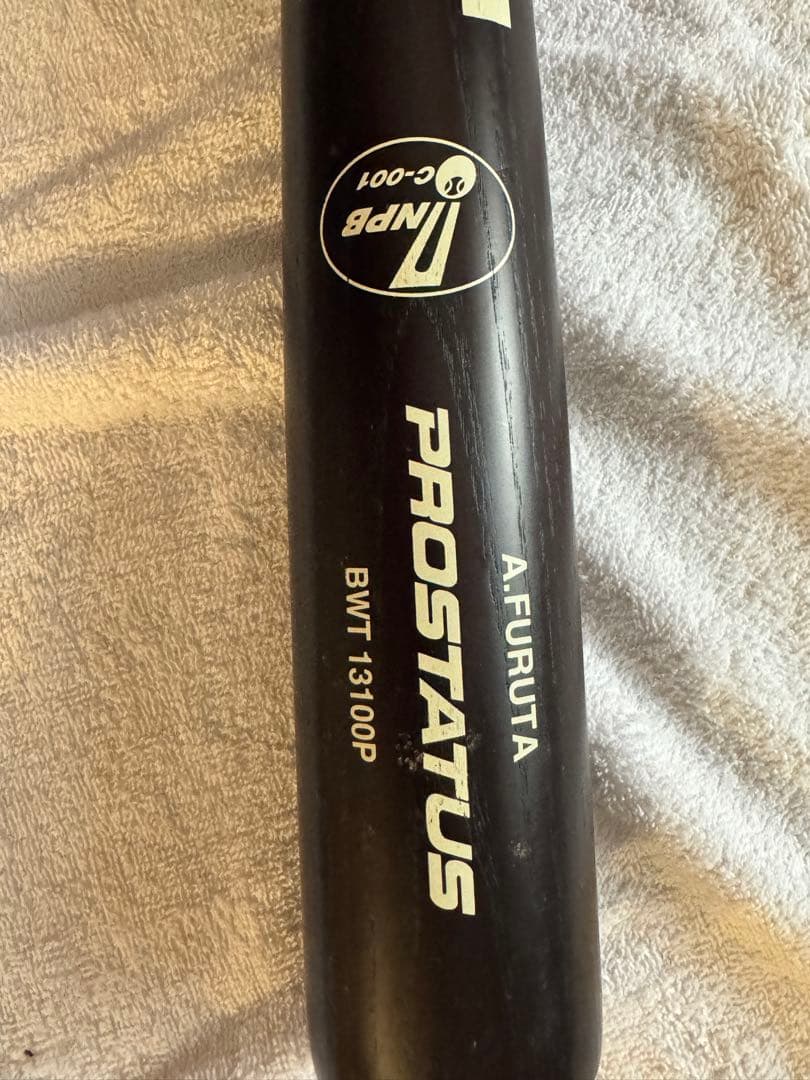 NPB
C-001
PROSTATUS
A.FURUTA
BWT 13100P